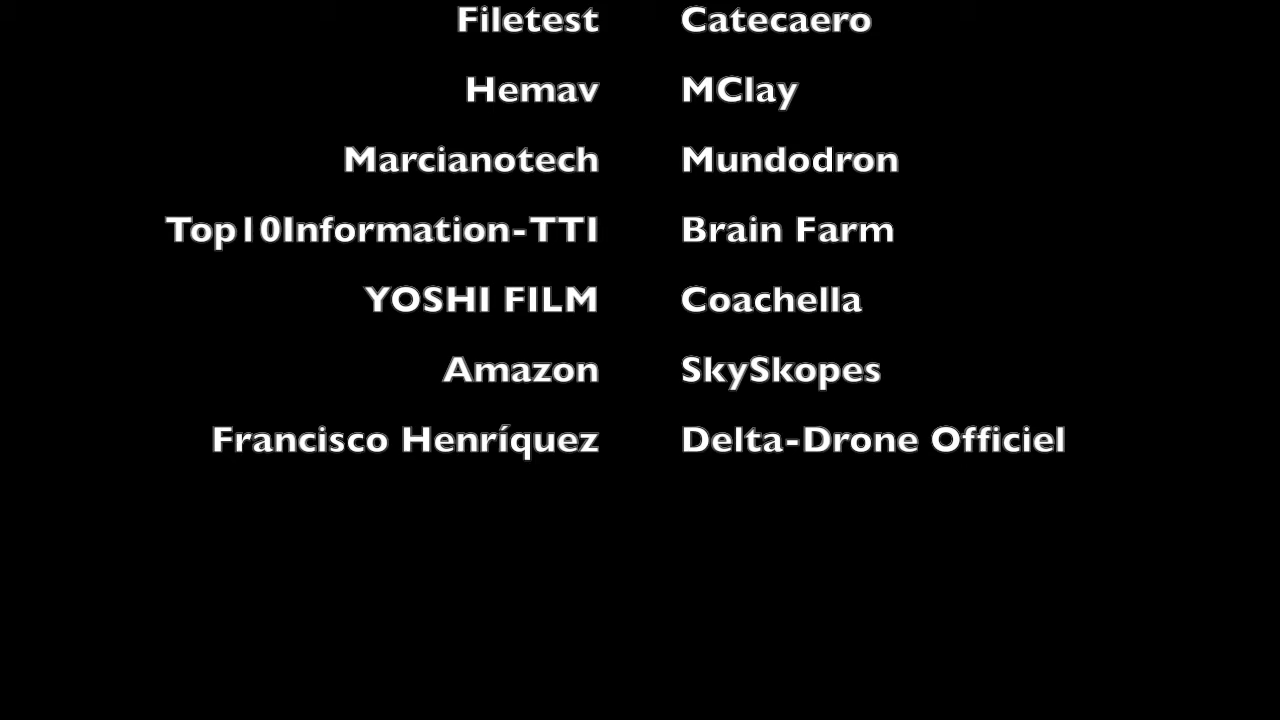 Filetest Catecaero
Hemav MClay
Marcianotech Mundodron
Top10Information-TTI Brain Farm
YOSHI FILM Coachella
Amazon SkySkopes
Francisco Henríquez Delta-Drone Officiel